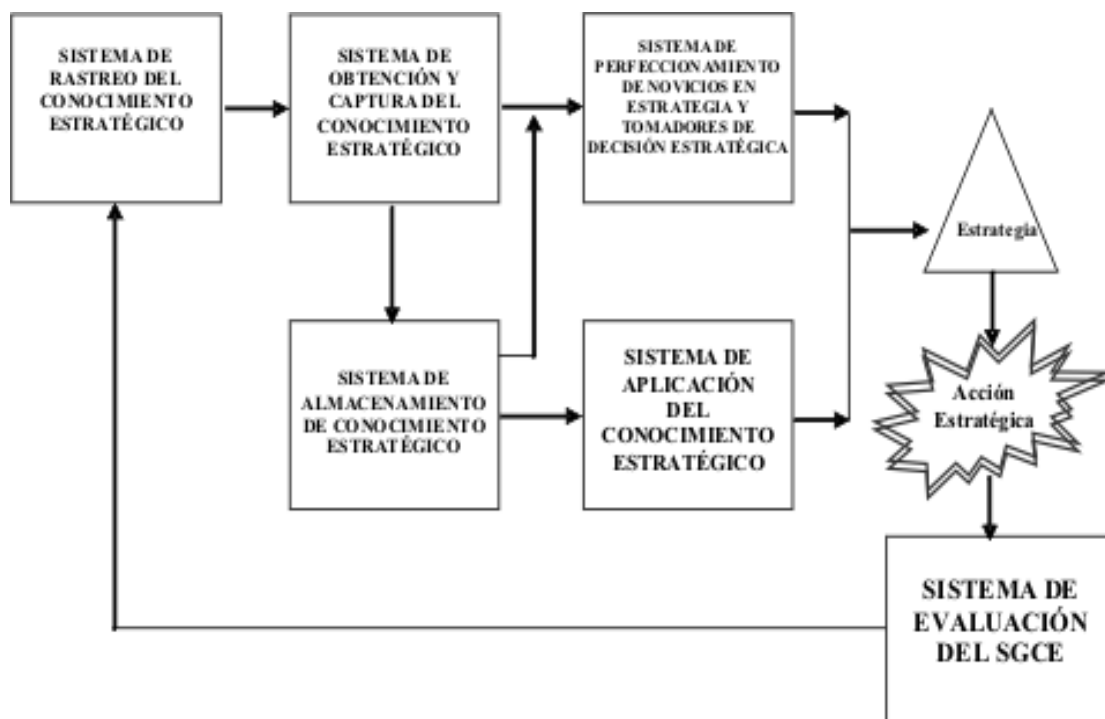 SISTEMA DE
RASTREO DEL
CONOCIMIENTO
ESTRATÉGICO
SISTEMA DE
OBTENCIÓN Y
CAPTURA DEL
CONOCIMIENTO
ESTRATÉGICO
SISTEMA DE
PERFECCIONAMIENTO
DE NOVICIOS EN
ESTRATEGIA Y
TOMADORES DE
DECISIÓN ESTRATÉGICA
Estrategia
SISTEMA DE
ALMACENAMIENTO
DE CONOCIMIENTO
ESTRATÉGICO
SISTEMA DE
APLICACIÓN
DEL
CONOCIMIENTO
ESTRATÉGICO
Acción
Estratégica
SISTEMA DE
EVALUACIÓN
DEL SGCE